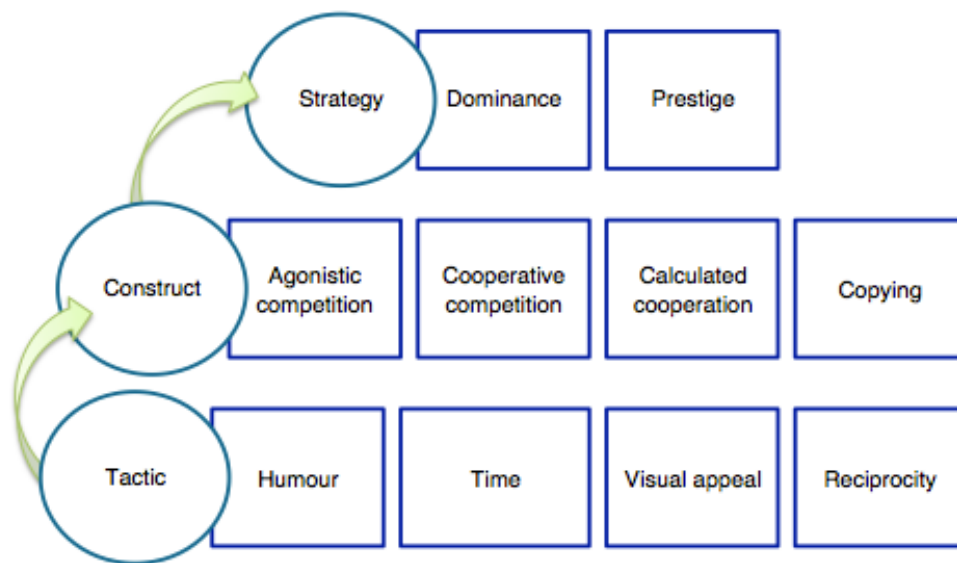 Strategy
Dominance
Prestige
Construct
Agonistic
competition
Cooperative
competition
Calculated
cooperation
Copying
Tactic
Humour
Time
Visual appeal
Reciprocity